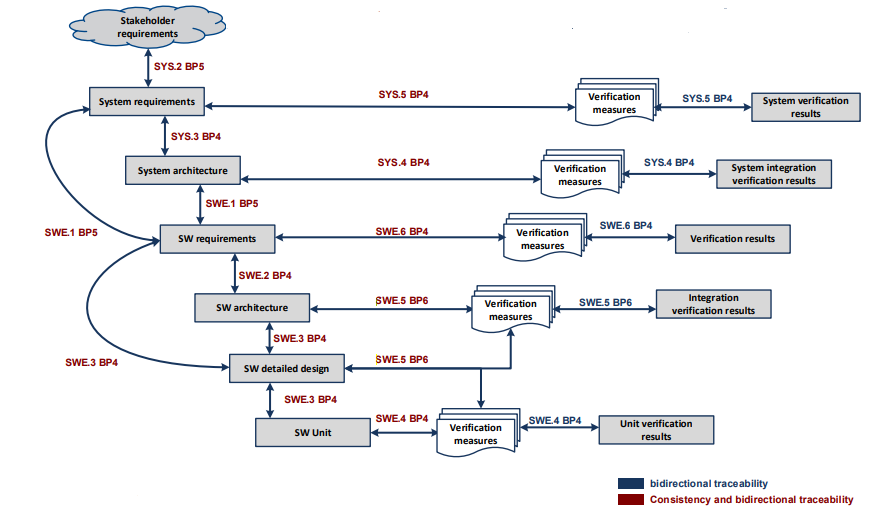 Stakeholder
requirements
SYS.2 BP5
System requirements
SYS.5 BP4
Verification
measures
SYS.5 BP4
System verification
results
SYS.3 BP4
System architecture
SYS.4 BP4
Verification
measures
SYS.4 BP4
System integration
verification results
SWE.1 BP5
SWE.1 BP5
SW requirements
SWE.6 BP4
Verification
measures
SWE.6 BP4
Verification results
SWE.2 BP4
SW architecture
SWE.5 BP6
Verification
measures
SWE.5 BP6
Integration
verification results
SWE.3 BP4
SWE.3 BP4
SW detailed design
SWE.5 BP6
SWE.3 BP4
SW Unit
SWE.4 BP4
Verification
measures
SWE.4 BP4
Unit verification
results
bidirectional traceability
Consistency and bidirectional traceability